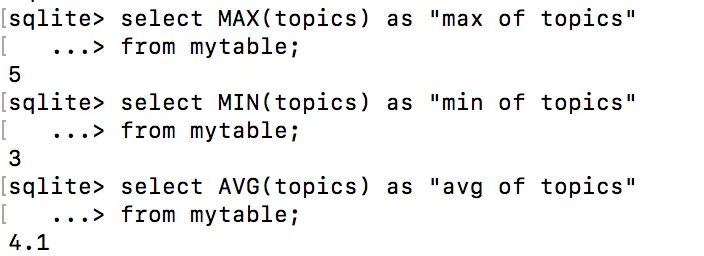 [sqlite> select MAX(topics) as "max of topics"
[   ...> from mytable;
5
[sqlite> select MIN(topics) as "min of topics"
[   ...> from mytable;
3
[sqlite> select AVG(topics) as "avg of topics"
[   ...> from mytable;
4.1